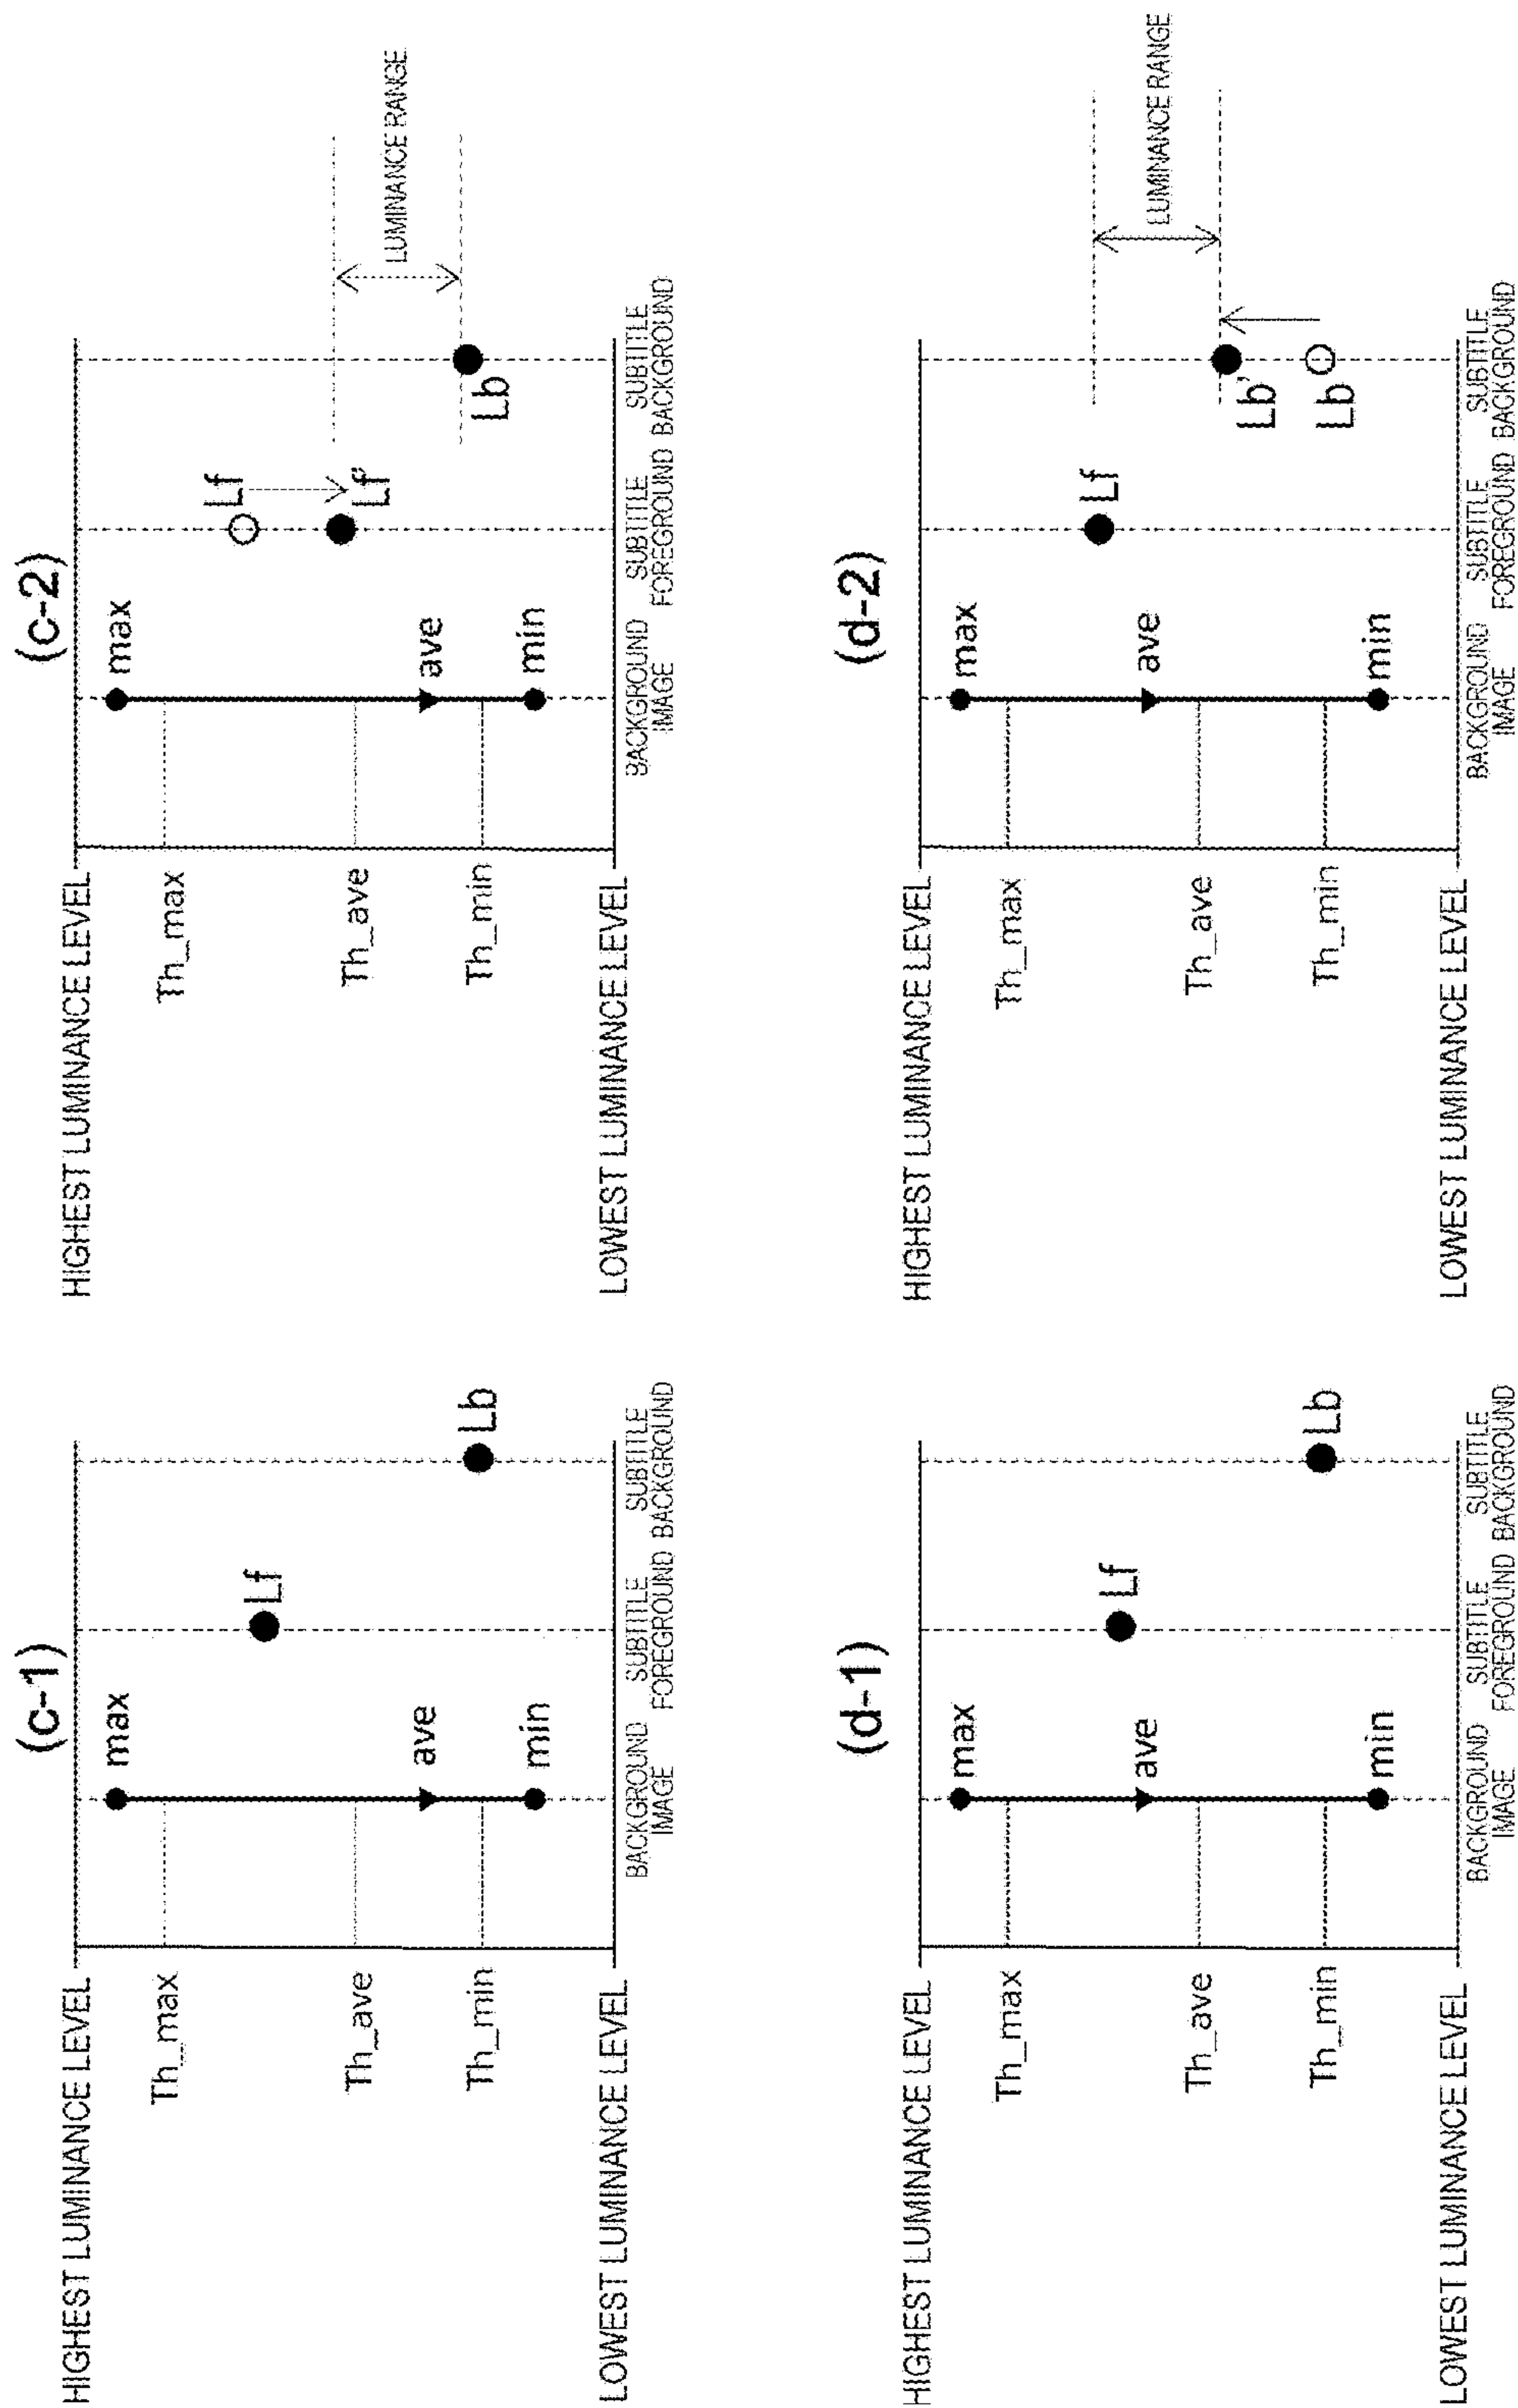 (c-1)
HIGHEST LUMINANCE LEVEL
Th_max
Th_ave
Th_min
LOWEST LUMINANCE LEVEL
max
ave
min
Lf
Lb
BACKGROUND
IMAGE
SUBTITLE
FOREGROUND
SUBTITLE
BACKGROUND
(c-2)
HIGHEST LUMINANCE LEVEL
Th_max
Th_ave
Th_min
LOWEST LUMINANCE LEVEL
max
ave
min
Lf
Lf'
Lb
LUMINANCE RANGE
BACKGROUND
IMAGE
SUBTITLE
FOREGROUND
SUBTITLE
BACKGROUND
(d-1)
HIGHEST LUMINANCE LEVEL
Th_max
Th_ave
Th_min
LOWEST LUMINANCE LEVEL
max
ave
min
Lf
Lb
BACKGROUND
IMAGE
SUBTITLE
FOREGROUND
SUBTITLE
BACKGROUND
(d-2)
HIGHEST LUMINANCE LEVEL
Th_max
Th_ave
Th_min
LOWEST LUMINANCE LEVEL
max
ave
min
Lf
Lb'
Lb
LUMINANCE RANGE
BACKGROUND
IMAGE
SUBTITLE
FOREGROUND
SUBTITLE
BACKGROUND